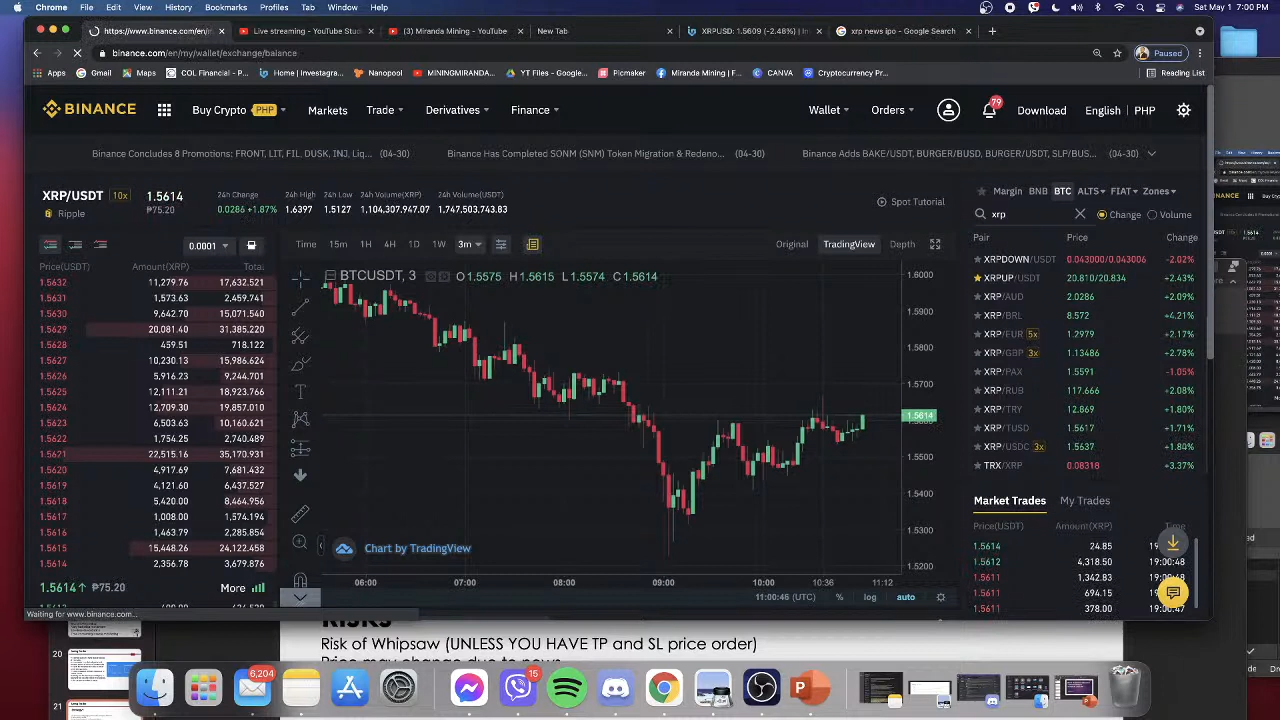 Chrome File Edit View History Bookmarks Profiles Tab Window Help Sat May 1 7:00 PM
https://www.binance.com/en/m Live streaming - YouTube Studi (3) Miranda Mining - YouTube New Tab XRPUSD: 1.5609 (−2.48%) | In xrp news ipo - Google Search
binance.com/en/my/wallet/exchange/balance Paused
Apps Gmail Maps COL Financial - P... Home | Investagra... Nanopool MININGMIRANDA... YT Files - Google... Picmaker Miranda Mining /... CANVA Cryptocurrency Pr... Reading List
BINANCE Buy Crypto PHP Markets Trade Derivatives Finance Wallet Orders 79 Download English PHP
Binance Concludes 8 Promotions: FRONT, LIT, FIL. DUSK, INJ, Liq... (04-30) Binance Has Completed SONM (SNM) Token Migration & Redeno... (04-30) Binance Adds BAKE/USDT, BURGER/BUSD, BURGER/USDT, SLP/BUS... (04-30)
XRP/USDT 10x 1.5614 24h Change 24h High 24h Low 24h Volume(XRP) 24h Volume(USDT)
Ripple ₱75.20 0.0286 +1.87% 1.6397 1.5127 1,104,307,947.07 1,747,503,743.83
Spot Tutorial
Margin BNB BTC ALTS FIAT Zones
xrp Change Volume
0.0001 Time 15m 1H 4H 1D 1W 3m Original TradingView Depth
Price(USDT) Amount(XRP) Total
1.5632 11,279.76 17,632.521
1.5631 1,573.63 2,459.741
1.5630 9,642.70 15,071.540
1.5629 20,081.40 31,385.220
1.5628 459.51 718.122
1.5627 10,230.13 15,986.624
1.5626 5,916.23 9,244.701
1.5625 12,111.21 18,923.766
1.5624 12,709.30 19,857.010
1.5623 10,160.621
1.5622 1,754.25 2,740.489
1.5621 22,515.16 35,170.931
1.5620 4,917.69 7,681.432
1.5619 4,121.60 6,437.527
1.5618 5,420.00 8,464.956
1.5617 1,008.00 1,574.194
1.5616 1,463.79 2,285.854
1.5615 15,448.26 24,122.458
1.5614 2,356.78 3,679.876
1.5614↑ ₱75.20 More
BTCUSDT, 3 O 1.5575 H 1.5615 L 1.5574 C 1.5614
1.6000
1.5900
1.5800
1.5700
1.5614
1.5500
1.5400
1.5300
1.5200
Chart by TradingView
06:00 07:00 08:00 09:00 10:00 10:36 11:12
11:00:46 (UTC) % log auto
Pair Price Change
XRPDOWN/USDT 0.043000/0.043006 -2.02%
XRPUP/USDT 20.810/20.834 +2.43%
XRP/AUD 2.0286 +2.09%
XRP/BRL 8.572 +4.21%
XRP/EUR 5x 1.2979 +2.17%
XRP/GBP 3x 1.13486
XRP/PAX 1.5591 -1.05%
XRP/RUB 117.666 +2.08%
XRP/TRY 12.869 +1.80%
XRP/TUSD 1.5617 +1.71%
XRP/USDC 3x 1.5637 +1.80%
TRX/XRP 0.08318 +3.37%
Market Trades My Trades
Price(USDT) Amount(XRP) Time
1.5614 24.85
1.5612 4,318.50 19:00:48
1.5611 1,342.83
1.5611 694.15 19:00:48
1.5611 378.00 19:00:48
Waiting for www.binance.com...
Risk of Whipsaw (UNLESS YOU HAVE TP and SL price order)
20
21
6,204